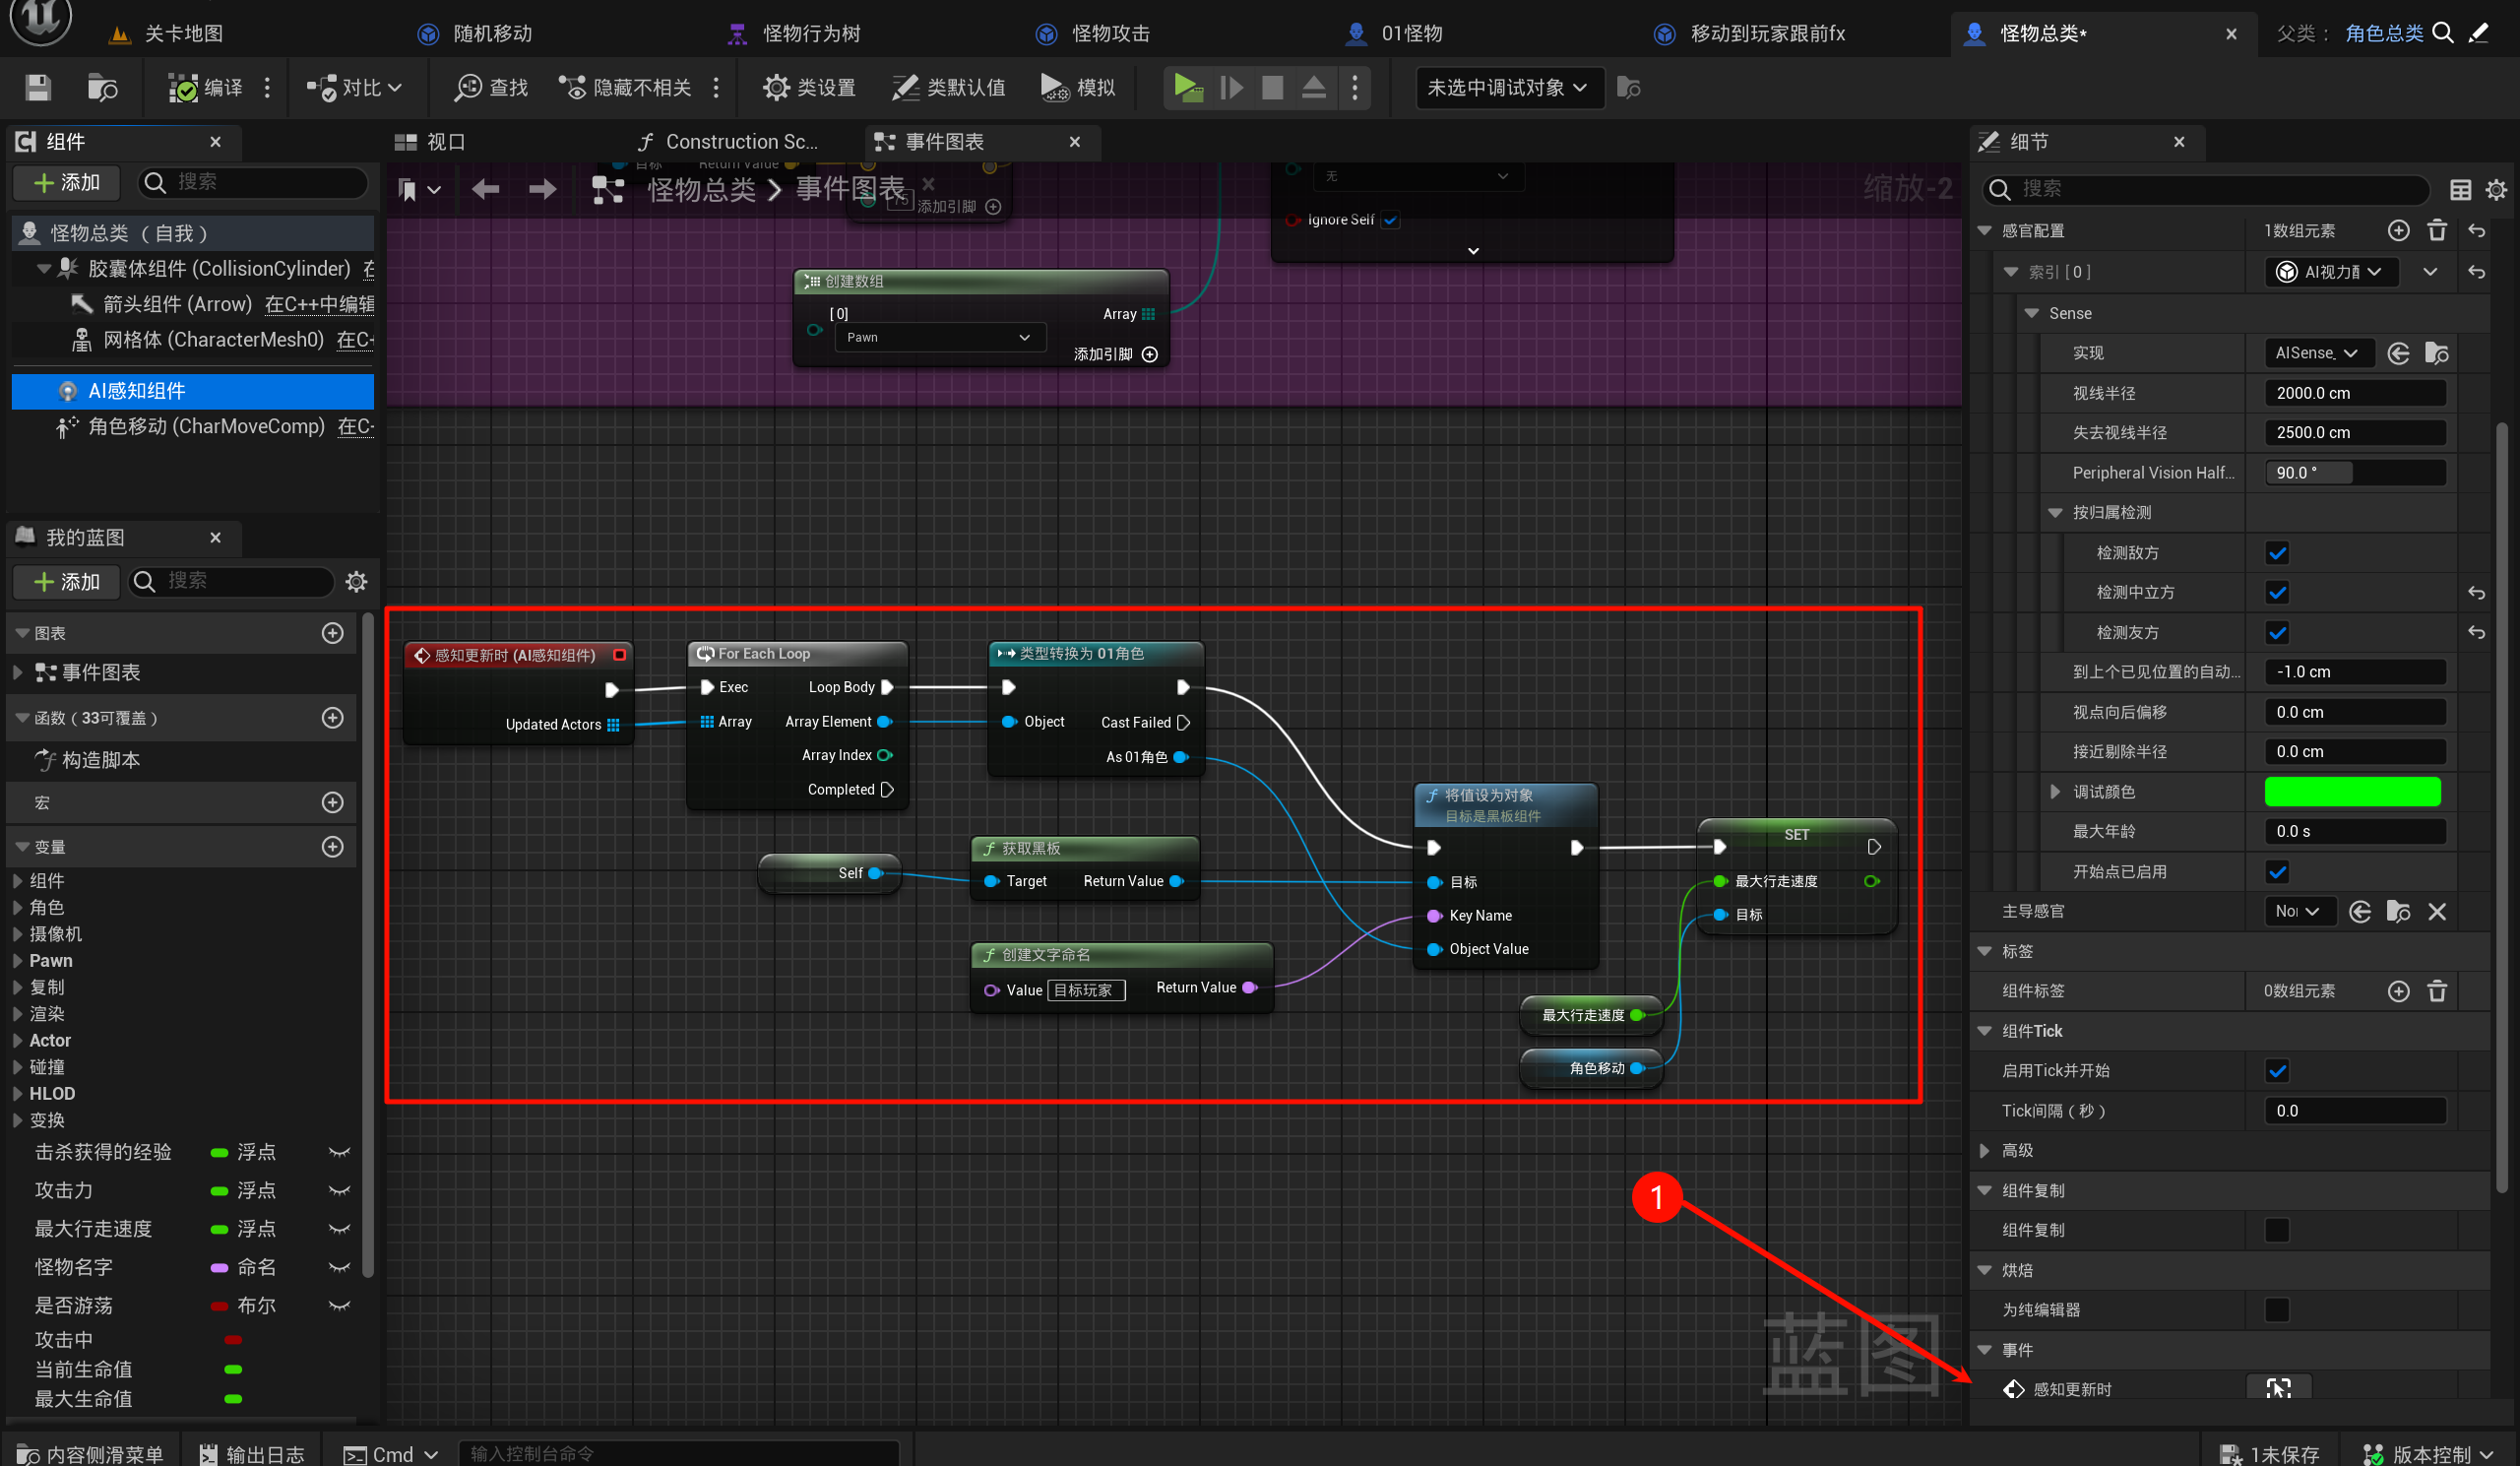 关卡地图
随机移动
怪物行为树
怪物攻击
01怪物
移动到玩家跟前fx
怪物总类*
父类：
角色总类
编译
对比
查找
隐藏不相关
类设置
类默认值
模拟
未选中调试对象
组件
添加
搜索
怪物总类 （自我）
胶囊体组件 (CollisionCylinder)
箭头组件 (Arrow) 在C++中编辑
网格体 (CharacterMesh0) 在C+
AI感知组件
角色移动 (CharMoveComp) 在C
我的蓝图
添加
搜索
图表
事件图表
函数（33可覆盖）
构造脚本
宏
变量
组件
角色
摄像机
Pawn
复制
渲染
Actor
碰撞
HLOD
变换
击杀获得的经验 浮点
攻击力 浮点
最大行走速度 浮点
怪物名字 命名
是否游荡 布尔
攻击中
当前生命值
最大生命值
视口
Construction Sc...
事件图表
目标 Return Value
怪物总类 > 事件图表
缩放-2
添加引脚
无
Ignore Self
创建数组
[0]
Pawn
Array
添加引脚
感知更新时 (AI感知组件)
Updated Actors
For Each Loop
Exec
Loop Body
Array
Array Element
Array Index
Completed
类型转换为 01角色
Object
Cast Failed
As 01角色
Self
获取黑板
Target
Return Value
创建文字命名
Value 目标玩家
Return Value
将值设为对象
目标是黑板组件
目标
Key Name
Object Value
SET
最大行走速度
目标
最大行走速度
角色移动
1
蓝图
细节
搜索
感官配置 1数组元素
索引 [ 0 ] AI视力配
Sense
实现 AISense_
视线半径 2000.0 cm
失去视线半径 2500.0 cm
Peripheral Vision Half... 90.0 °
按归属检测
检测敌方
检测中立方
检测友方
到上个已见位置的自动... -1.0 cm
视点向后偏移 0.0 cm
接近剔除半径 0.0 cm
调试颜色
最大年龄 0.0 s
开始点已启用
主导感官
标签
组件标签 0数组元素
组件Tick
启用Tick并开始
Tick间隔（秒） 0.0
高级
组件复制
组件复制
烘焙
为纯编辑器
事件
感知更新时
内容侧滑菜单
输出日志
Cmd
输入控制台命令
1未保存
版本控制